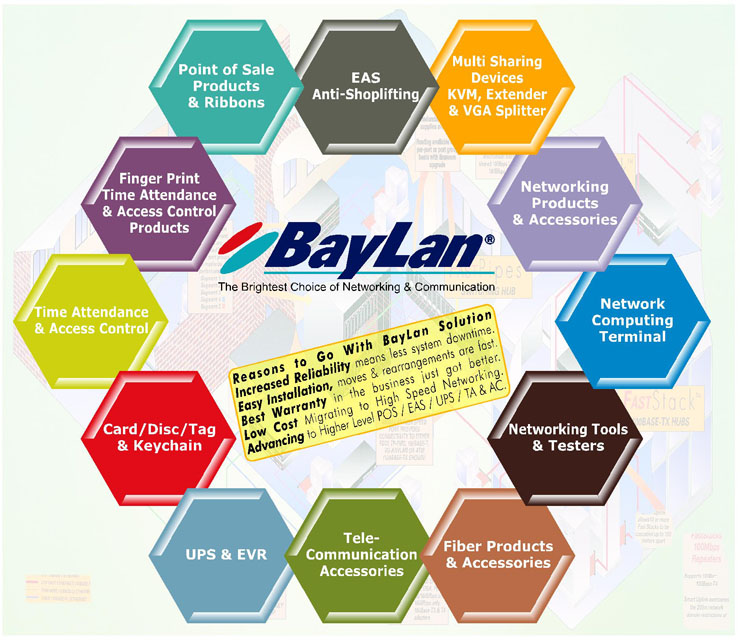 Point of Sale
Products
& Ribbons
EAS
Anti-Shoplifting
Multi Sharing
Devices
KVM, Extender
& VGA Splitter
Finger Print
Time Attendance
& Access Control
Products
Networking
Products
& Accessories
BayLan®
The Brightest Choice of Networking & Communication
Time Attendance
& Access Control
Network
Computing
Terminal
Reasons to Go With BayLan Solution
Increased Reliability means less system downtime.
Easy Installation, moves & rearrangements are fast.
Best Warranty in the business just got better.
Low Cost Migrating to High Speed Networking.
Advancing to Higher Level POS / EAS / UPS / TA & AC.
FASTStack
Card/Disc/Tag
& Keychain
Networking Tools
& Testers
UPS & EVR
Tele-
Communication
Accessories
Fiber Products
& Accessories